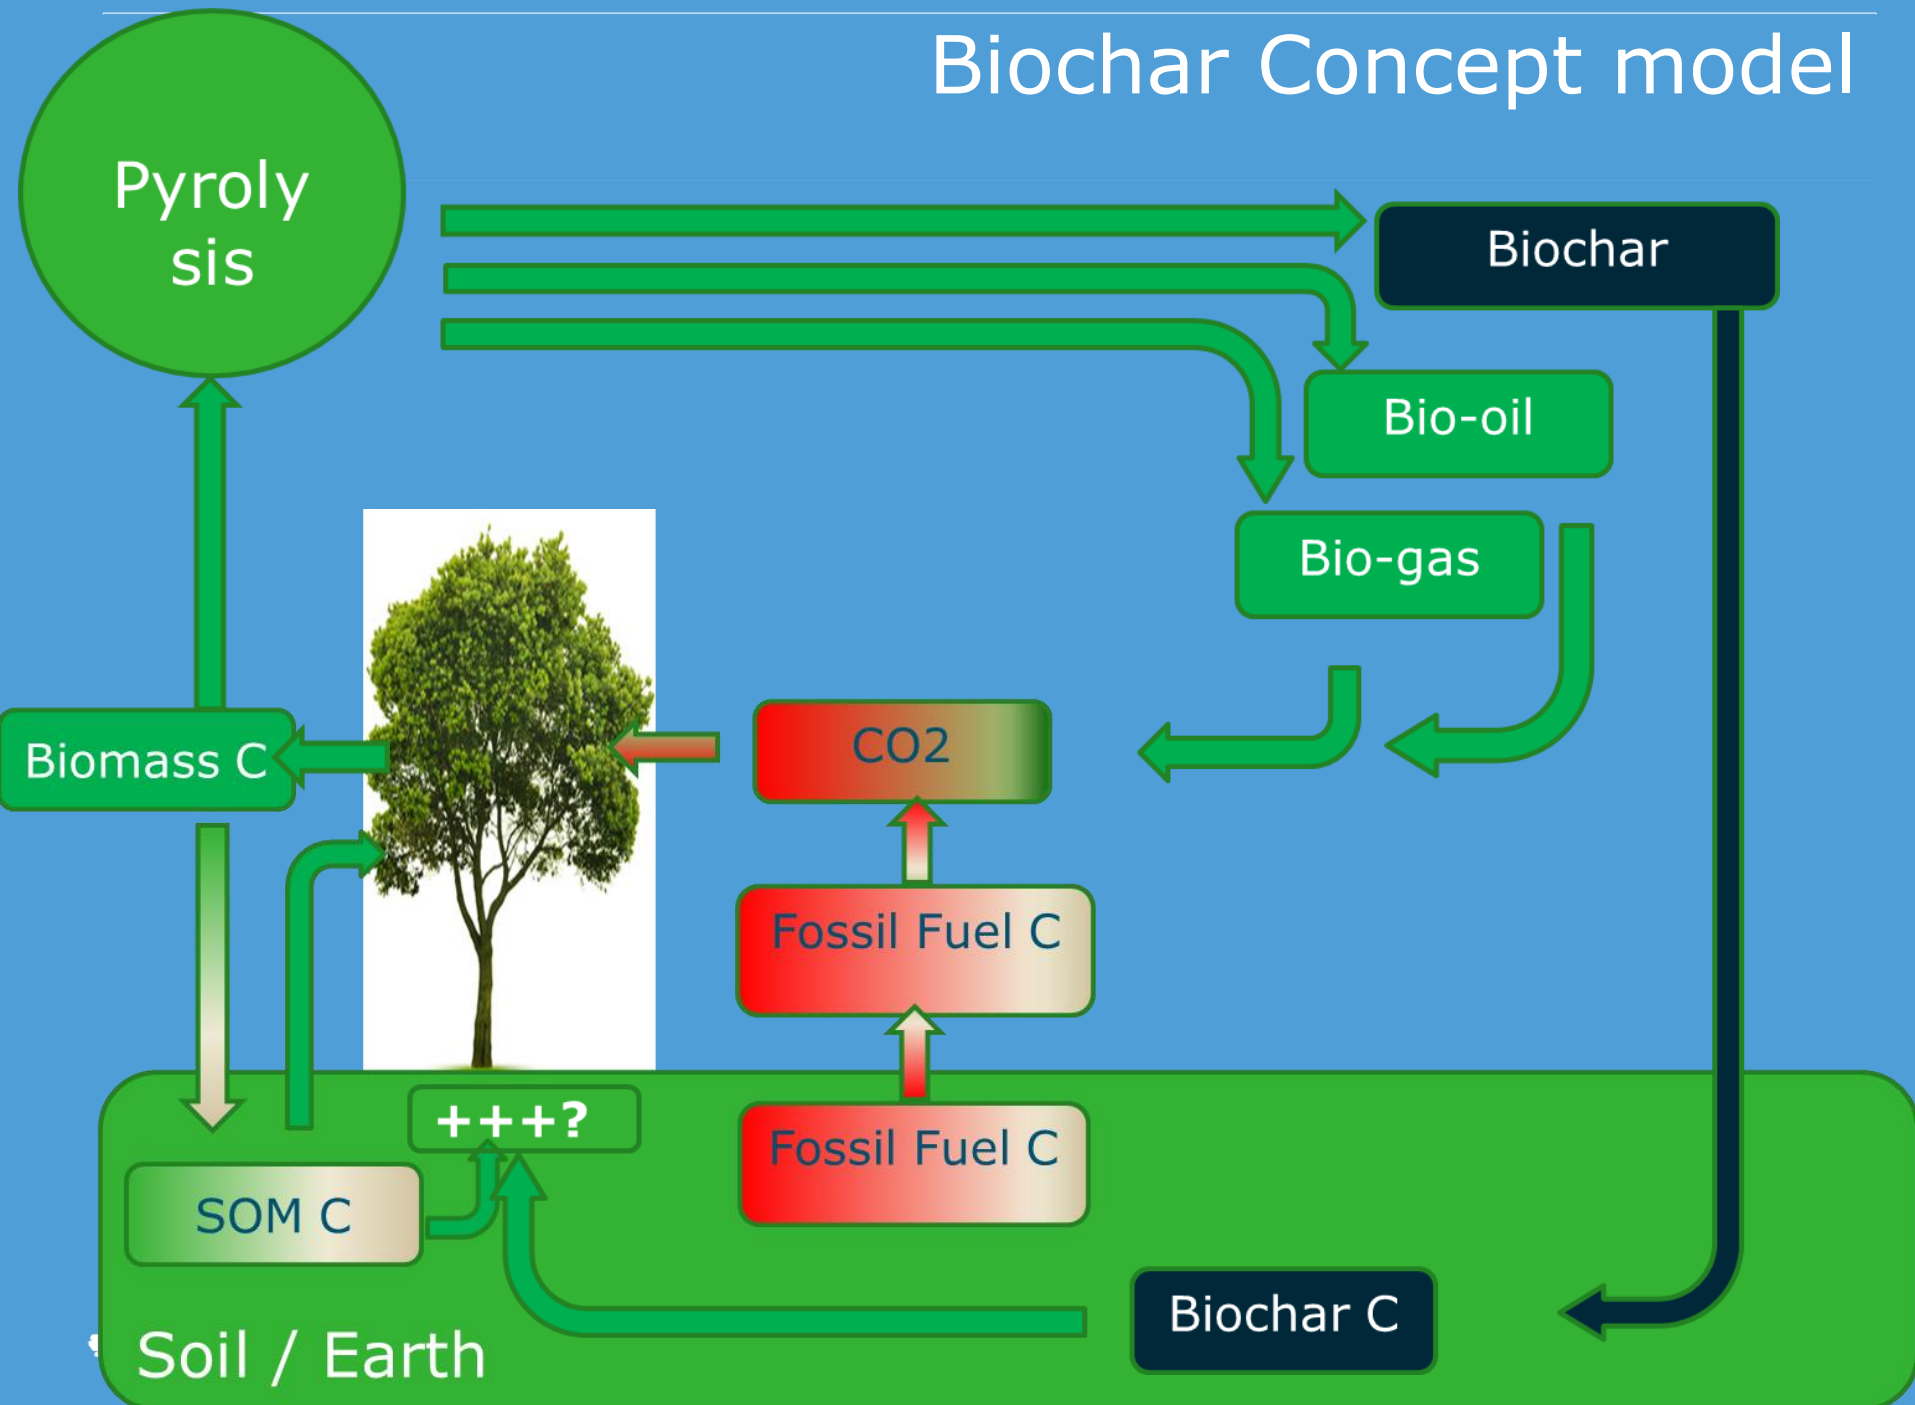 Biochar Concept model
Pyroly
sis
Biochar
Bio-oil
Bio-gas
CO2
Biomass C
Fossil Fuel C
+++?
Fossil Fuel C
SOM C
Biochar C
Soil / Earth